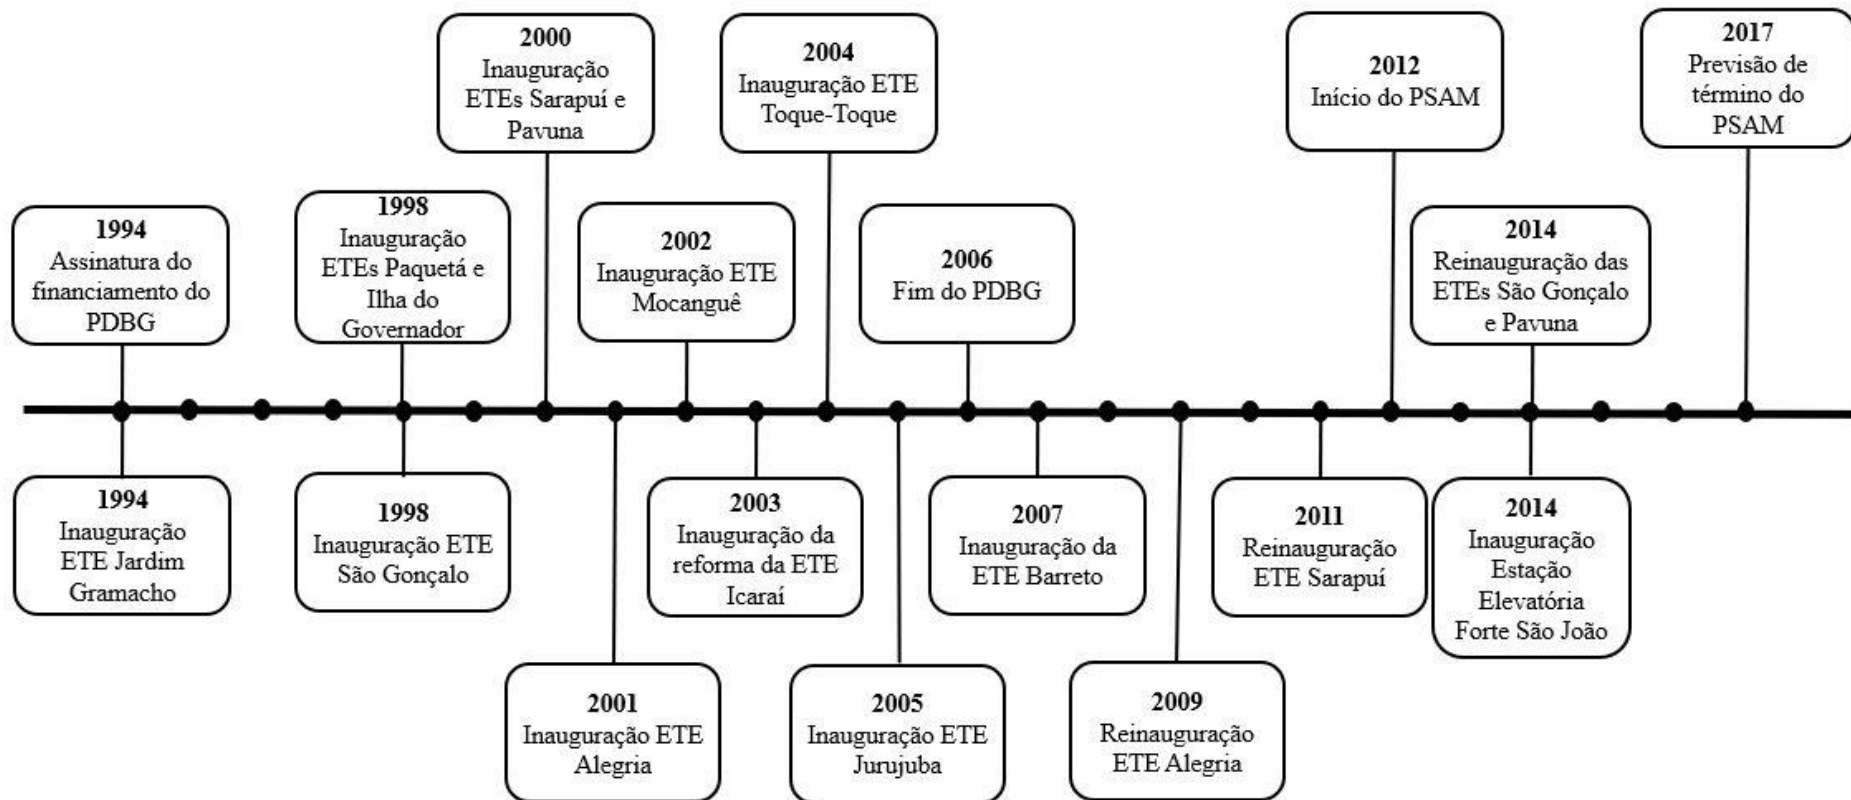 1994
Assinatura do
financiamento do
PDBG
1994
Inauguração
ETE Jardim
Gramacho
1998
Inauguração
ETEs Paquetá e
Ilha do
Governador
1998
Inauguração ETE
São Gonçalo
2000
Inauguração
ETEs Sarapuí e
Pavuna
2001
Inauguração ETE
Alegria
2002
Inauguração ETE
Mocanguê
2003
Inauguração da
reforma da ETE
Icaraí
2004
Inauguração ETE
Toque-Toque
2005
Inauguração ETE
Jurujuba
2006
Fim do PDBG
2007
Inauguração da
ETE Barreto
2009
Reinauguração
ETE Alegria
2011
Reinauguração
ETE Sarapuí
2012
Início do PSAM
2014
Reinauguração das
ETEs São Gonçalo
e Pavuna
2014
Inauguração
Estação
Elevatória
Forte São João
2017
Previsão de
término do
PSAM